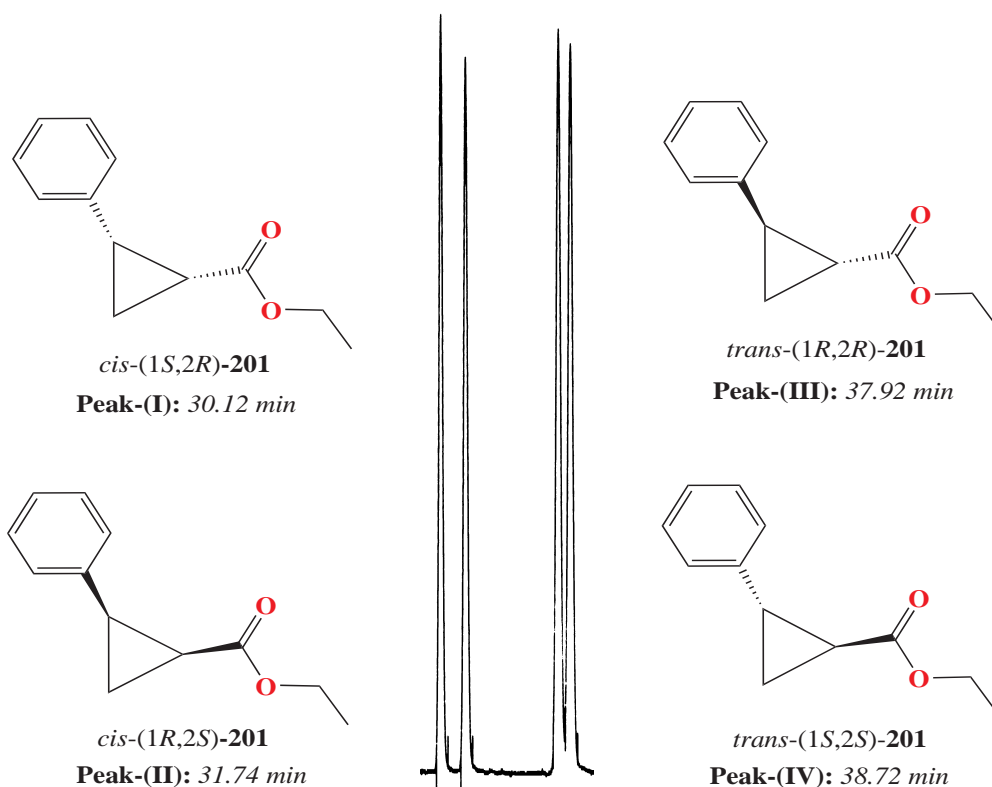 O
O
cis-(1S,2R)-201
Peak-(I): 30.12 min
O
O
cis-(1R,2S)-201
Peak-(II): 31.74 min
O
O
trans-(1R,2R)-201
Peak-(III): 37.92 min
O
O
trans-(1S,2S)-201
Peak-(IV): 38.72 min